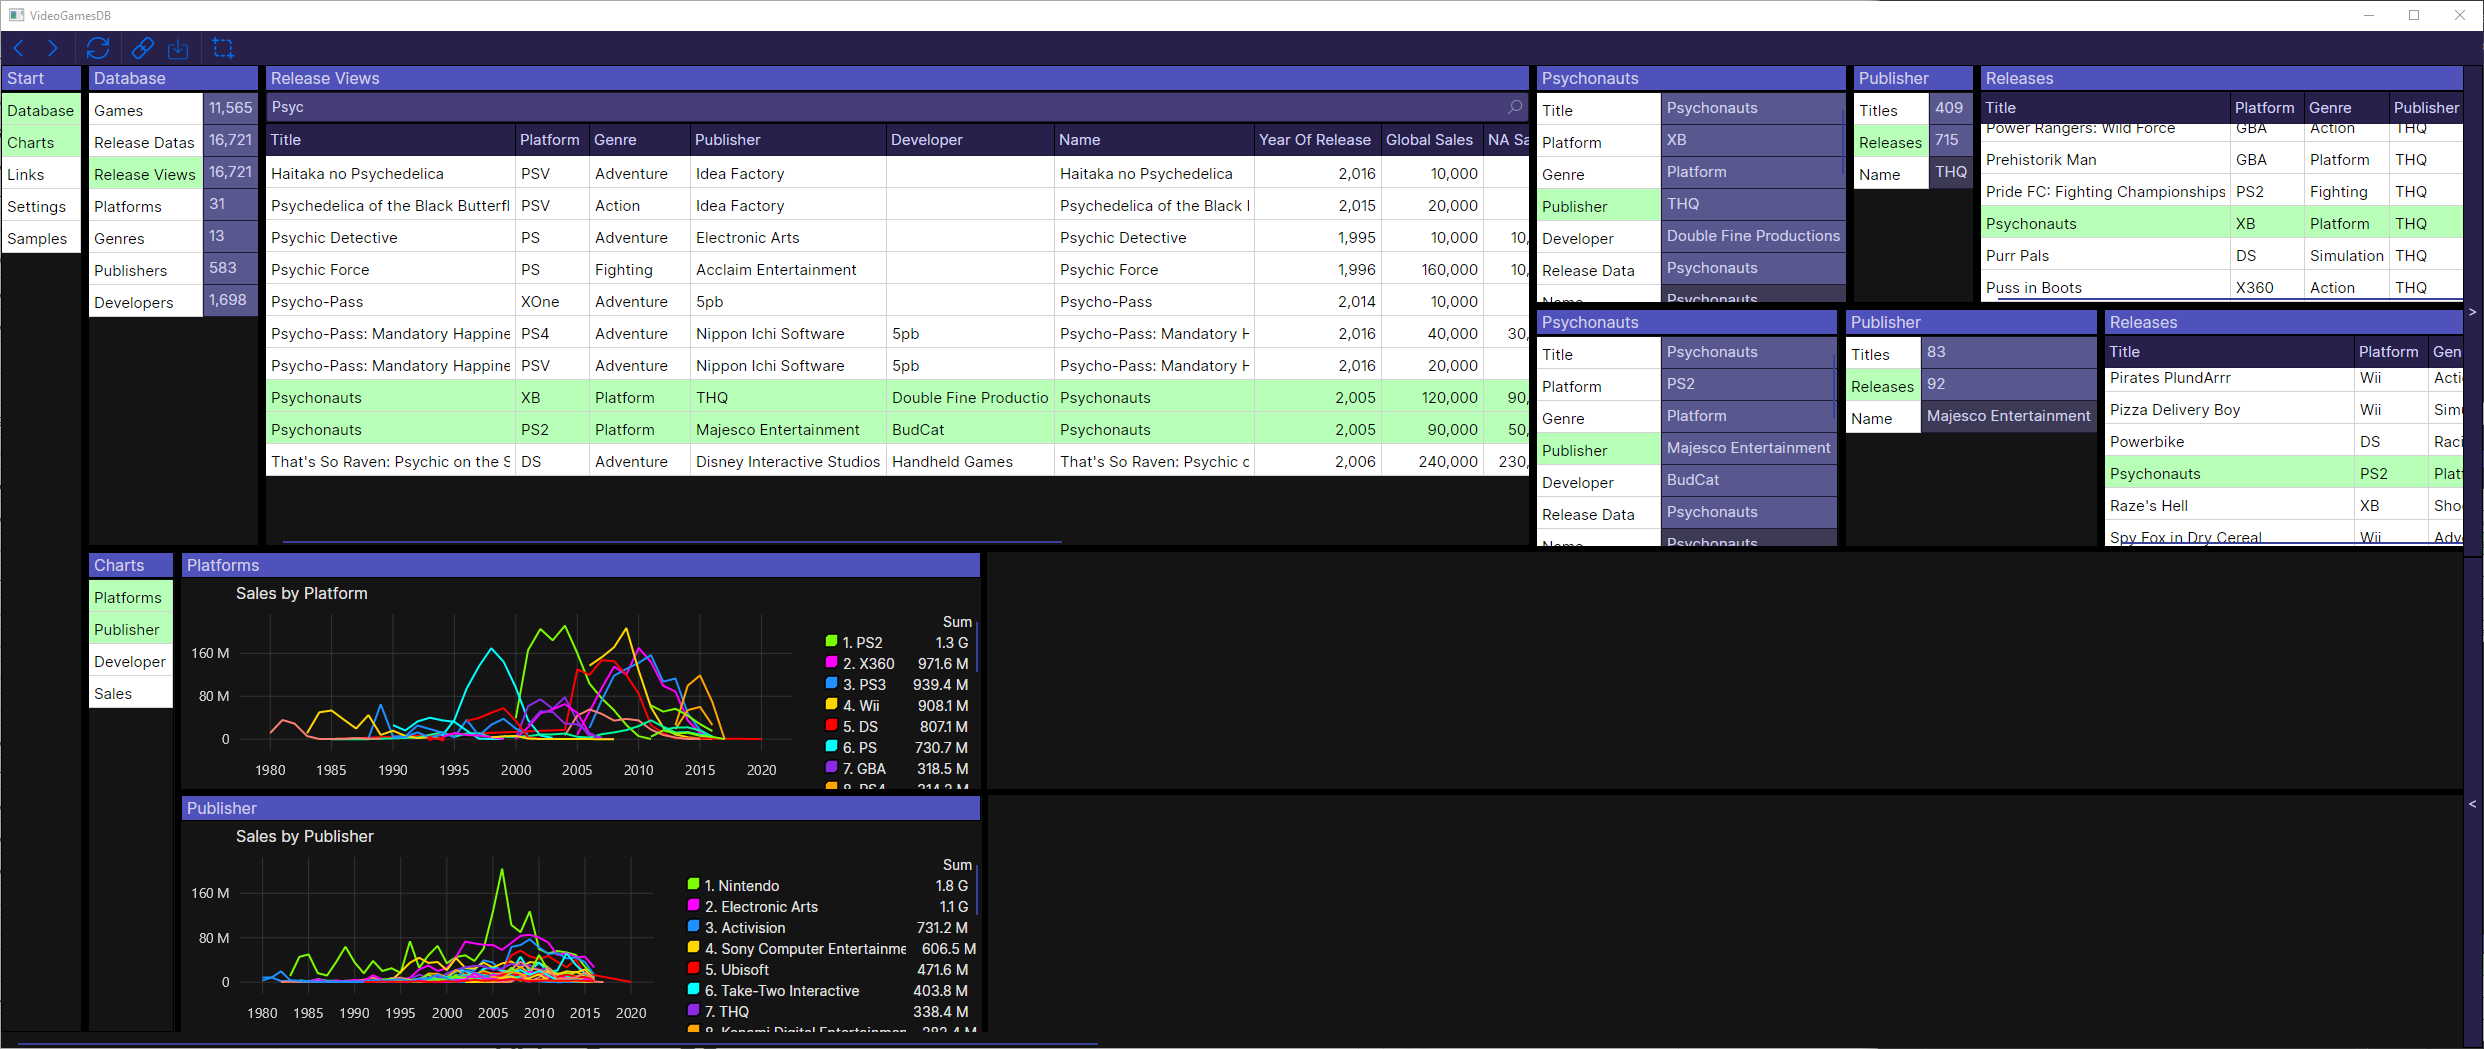 VideoGamesDB
Start
Database
Charts
Links
Settings
Samples
Database
Games 11,565
Release Datas 16,721
Release Views 16,721
Platforms 31
Genres 13
Publishers 583
Developers 1,698
Release Views
Psyc
Title Platform Genre Publisher Developer Name Year Of Release Global Sales NA Sa
Haitaka no Psychedelica PSV Adventure Idea Factory Haitaka no Psychedelica 2,016 10,000
Psychedelica of the Black Butterfl PSV Action Idea Factory Psychedelica of the Black 2,015 20,000
Psychic Detective PS Adventure Electronic Arts Psychic Detective 1,995 10,000 10,
Psychic Force PS Fighting Acclaim Entertainment Psychic Force 1,996 160,000 10,
Psycho-Pass XOne Adventure 5pb Psycho-Pass 2,014 10,000
Psycho-Pass: Mandatory Happine PS4 Adventure Nippon Ichi Software 5pb Psycho-Pass: Mandatory H 2,016 40,000 30,
Psycho-Pass: Mandatory Happine PSV Adventure Nippon Ichi Software 5pb Psycho-Pass: Mandatory H 2,016 20,000
Psychonauts XB Platform THQ Double Fine Productio Psychonauts 2,005 120,000 90,
Psychonauts PS2 Platform Majesco Entertainment BudCat Psychonauts 2,005 90,000 50,
That's So Raven: Psychic on the S DS Adventure Disney Interactive Studios Handheld Games That's So Raven: Psychic c 2,006 240,000 230,
Psychonauts
Title Psychonauts
Platform XB
Genre Platform
Publisher THQ
Developer Double Fine Productions
Release Data Psychonauts
Name Psychonauts
Publisher
Titles 409
Releases 715
Name THQ
Releases
Title Platform Genre Publisher
Power Rangers: Wild Force GBA Action THQ
Prehistorik Man GBA Platform THQ
Pride FC: Fighting Championships PS2 Fighting THQ
Psychonauts XB Platform THQ
Purr Pals DS Simulation THQ
Puss in Boots X360 Action THQ
>
Psychonauts
Title Psychonauts
Platform PS2
Genre Platform
Publisher Majesco Entertainment
Developer BudCat
Release Data Psychonauts
Name Psychonauts
Publisher
Titles 83
Releases 92
Name Majesco Entertainment
Releases
Title Platform Gen
Pirates PlundArrr Wii Acti
Pizza Delivery Boy Wii Simu
Powerbike DS Raci
Psychonauts PS2 Platf
Raze's Hell XB Sho
Spy Fox in Dry Cereal Wii Adv
Charts
Platforms
Publisher
Developer
Sales
Platforms
Sales by Platform
160 M
80 M
0
1980 1985 1990 1995 2000 2005 2010 2015 2020
Sum
1. PS2 1.3 G
2. X360 971.6 M
3. PS3 939.4 M
4. Wii 908.1 M
5. DS 807.1 M
6. PS 730.7 M
7. GBA 318.5 M
8. PS4 314.2 M
<
Publisher
Sales by Publisher
160 M
80 M
0
1980 1985 1990 1995 2000 2005 2010 2015 2020
Sum
1. Nintendo 1.8 G
2. Electronic Arts 1.1 G
3. Activision 731.2 M
4. Sony Computer Entertainme 606.5 M
5. Ubisoft 471.6 M
6. Take-Two Interactive 403.8 M
7. THQ 338.4 M
8. Konami Digital Entertainmen